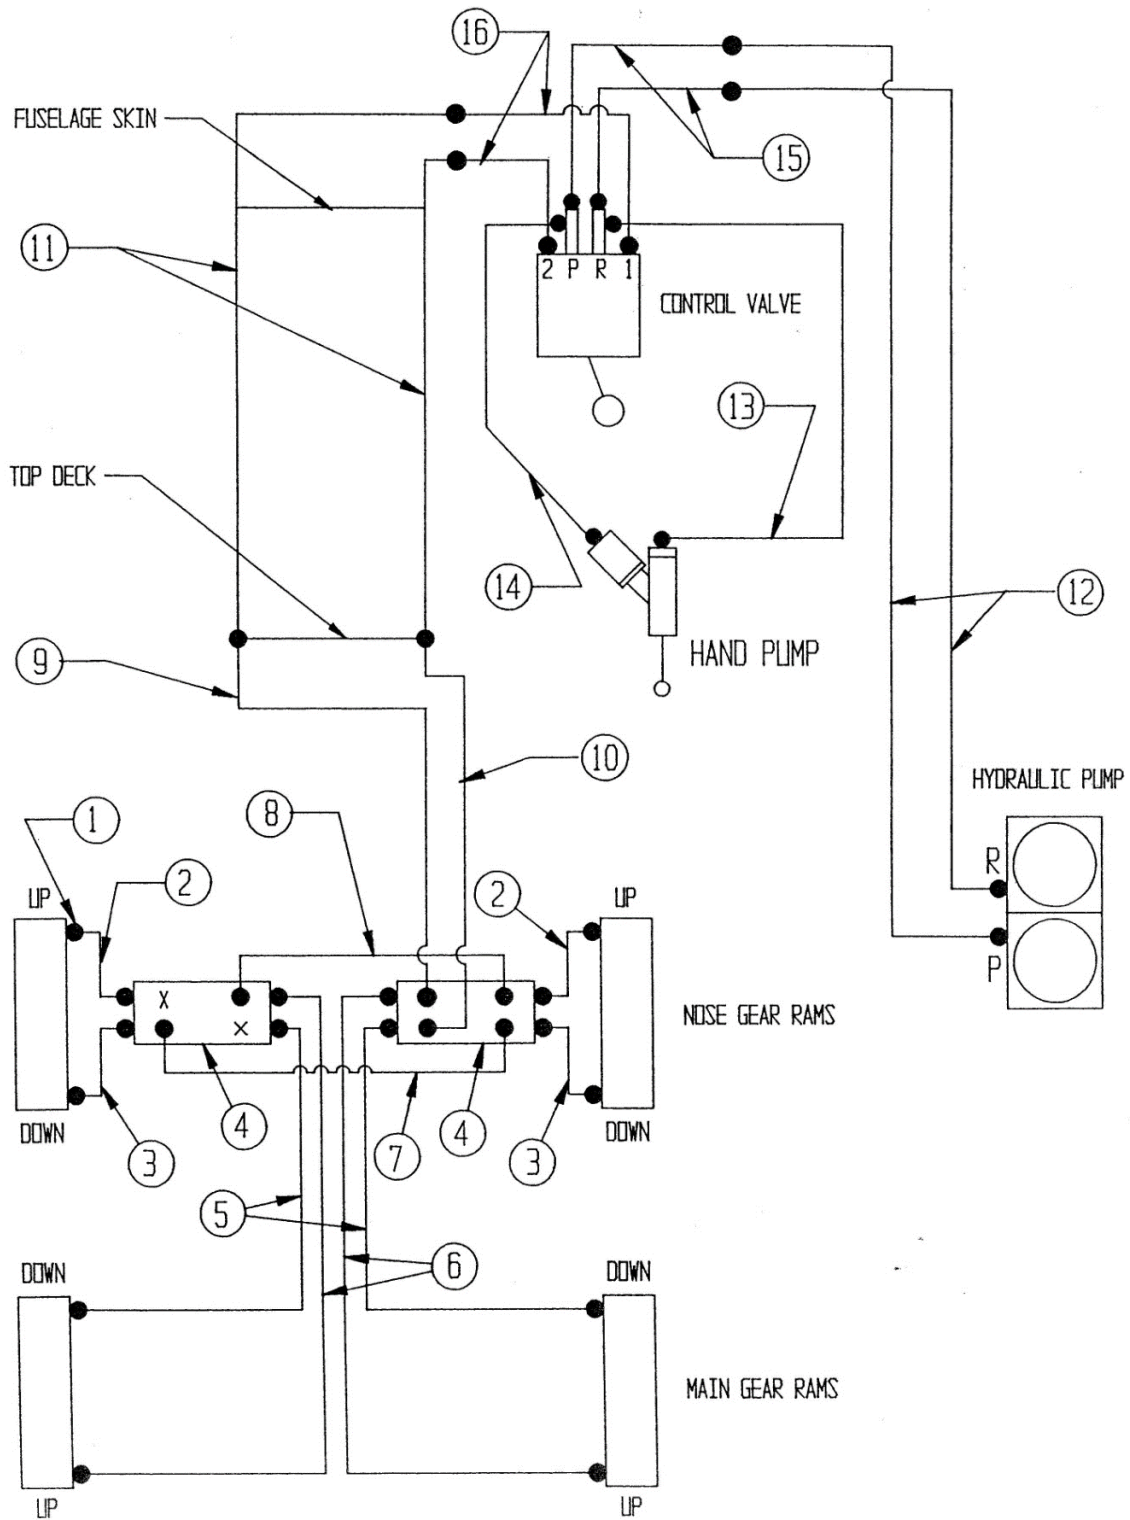 16
FUSELAGE SKIN
15
11
2 P R 1
CONTROL VALVE
13
TOP DECK
14
12
9
HAND PUMP
10
HYDRAULIC PUMP
1
8
R
2
2
UP
UP
P
X
X
NOSE GEAR RAMS
4
4
DOWN
DOWN
3
7
3
5
6
DOWN
DOWN
MAIN GEAR RAMS
UP
UP